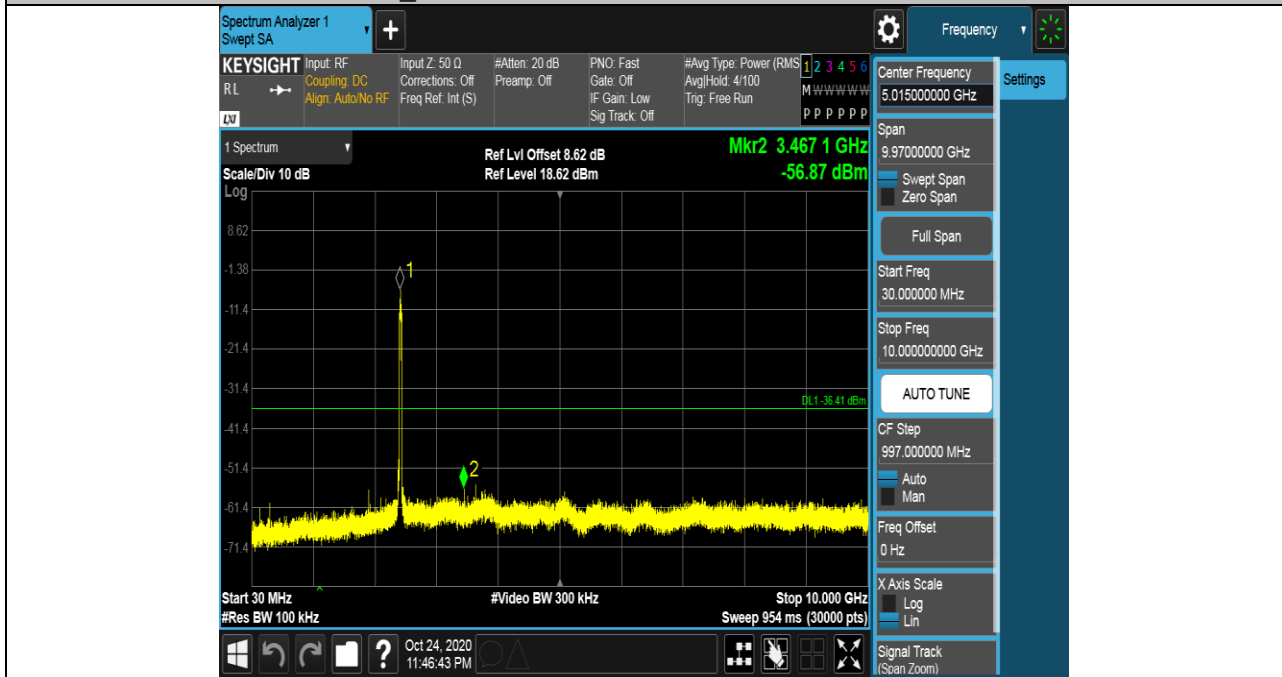 Spectrum Analyzer 1
Swept SA
+
Frequency
KEYSIGHT
RL
LXI
Input: RF
Coupling: DC
Align: Auto/No RF
Input Z: 50 Ω
Corrections: Off
Freq Ref: Int (S)
#Atten: 20 dB
Preamp: Off
PNO: Fast
Gate: Off
IF Gain: Low
Sig Track: Off
#Avg Type: Power (RMS
Avg|Hold: 4/100
Trig: Free Run
1 2 3 4 5 6
M W W W W W
P P P P P P
Center Frequency
5.015000000 GHz
Settings
1 Spectrum
Scale/Div 10 dB
Ref Lvl Offset 8.62 dB
Ref Level 18.62 dBm
Mkr2 3.467 1 GHz
-56.87 dBm
Span
9.97000000 GHz
Swept Span
Zero Span
Full Span
Start Freq
30.000000 MHz
Stop Freq
10.000000000 GHz
AUTO TUNE
CF Step
997.000000 MHz
Auto
Man
Freq Offset
0 Hz
X Axis Scale
Log
Lin
Signal Track
(Span Zoom)
Log
8.62
-1.38
-11.4
-21.4
-31.4
-41.4
-51.4
-61.4
-71.4
1
2
DL1 -36.41 dBm
Start 30 MHz
#Res BW 100 kHz
#Video BW 300 kHz
Stop 10.000 GHz
Sweep 954 ms (30000 pts)
?
Oct 24, 2020
11:46:43 PM